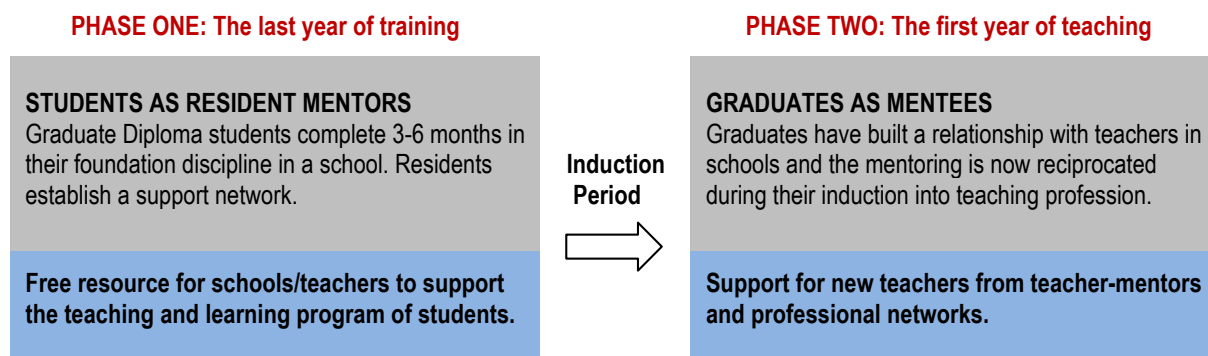 PHASE ONE: The last year of training
STUDENTS AS RESIDENT MENTORS
Graduate Diploma students complete 3-6 months in
their foundation discipline in a school. Residents
establish a support network.
Free resource for schools/teachers to support
the teaching and learning program of students.
Induction
Period
PHASE TWO: The first year of teaching
GRADUATES AS MENTEES
Graduates have built a relationship with teachers in
schools and the mentoring is now reciprocated
during their induction into teaching profession.
Support for new teachers from teacher-mentors
and professional networks.